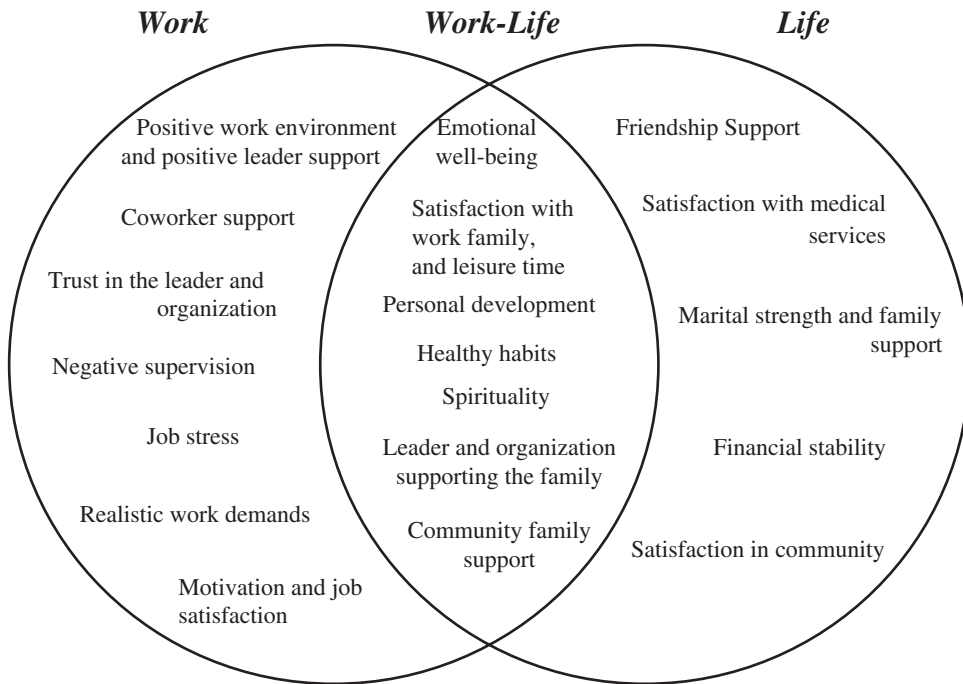 Work
Work-Life
Life
Positive work environment
and positive leader support
Coworker support
Trust in the leader and
organization
Negative supervision
Job stress
Realistic work demands
Motivation and job
satisfaction
Emotional
well-being
Satisfaction with
work family,
and leisure time
Personal development
Healthy habits
Spirituality
Leader and organization
supporting the family
Community family
support
Friendship Support
Satisfaction with medical
services
Marital strength and family
support
Financial stability
Satisfaction in community